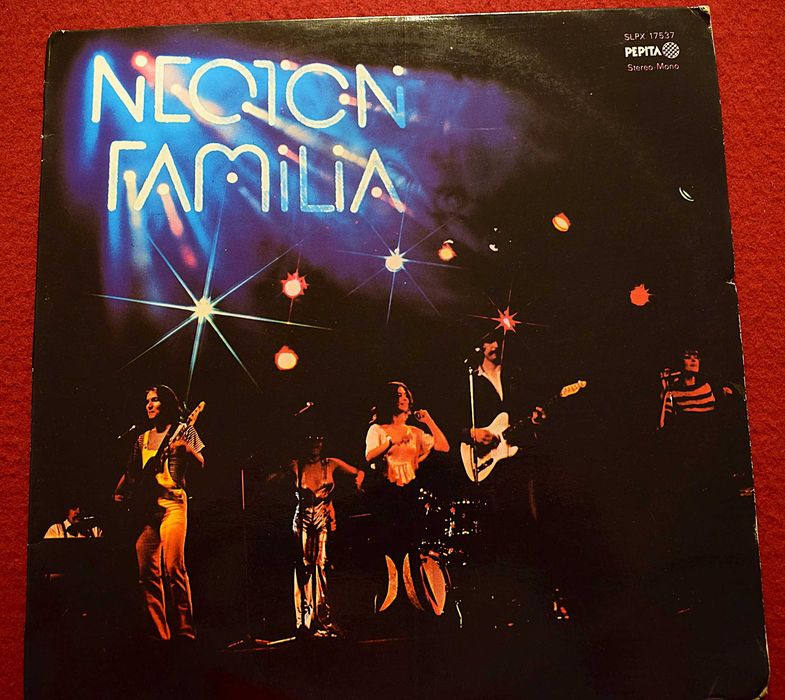 NEOTON
FAMILIA
SLPX 17537
PEPITA
Stereo-Mono